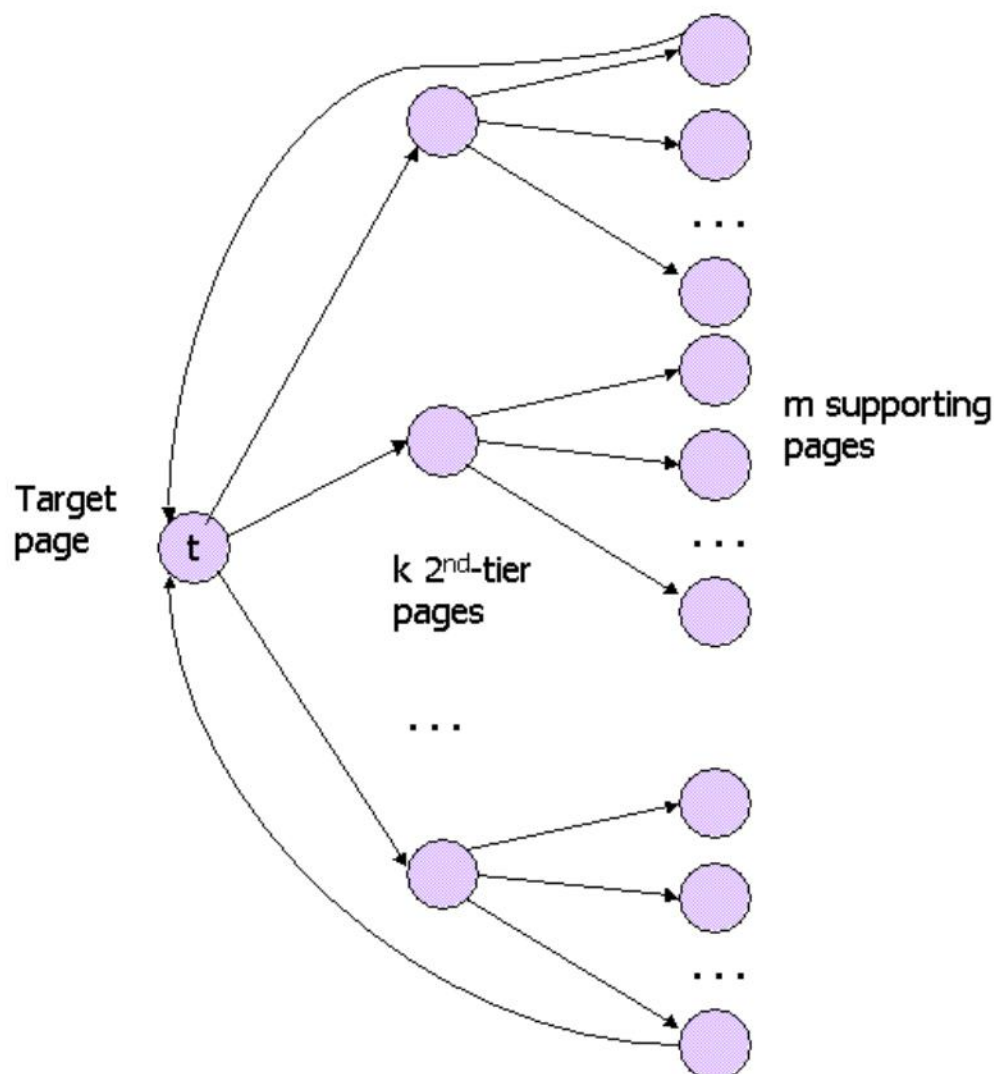 m supporting
pages
Target
page
t
k 2nd-tier
pages
...
...
...
...